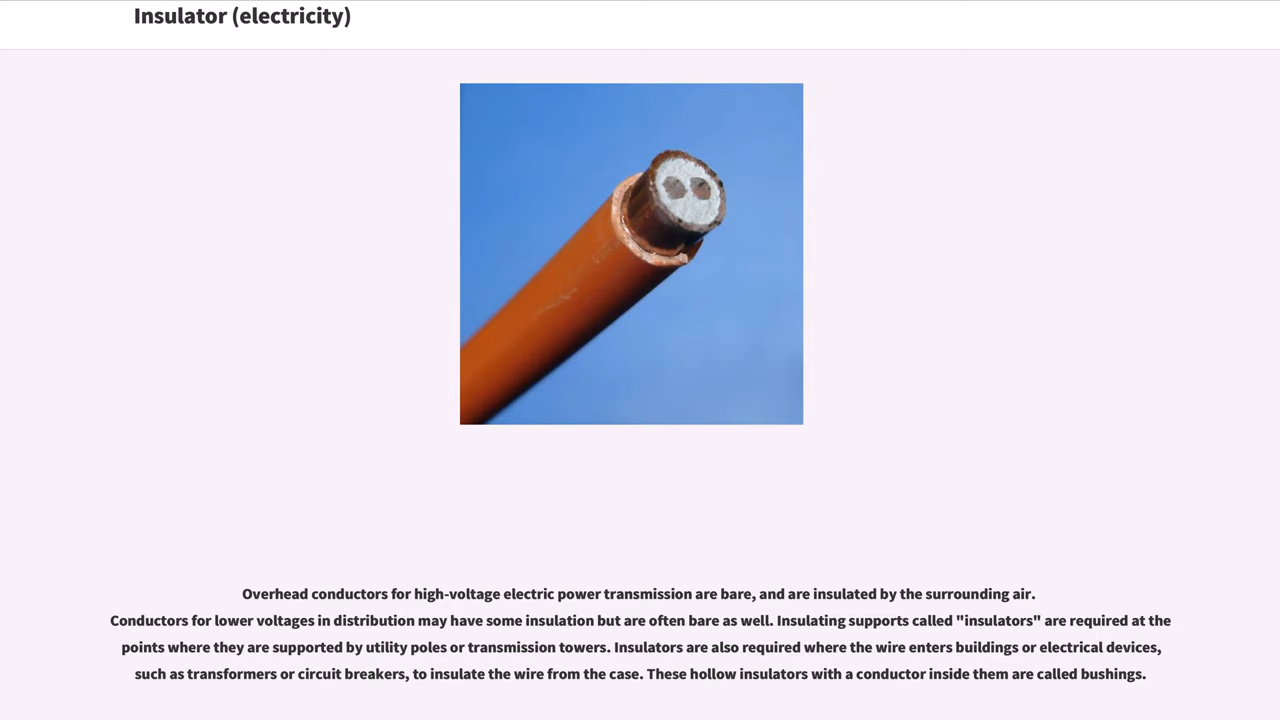 Insulator (electricity)
Overhead conductors for high-voltage electric power transmission are bare, and are insulated by the surrounding air.
Conductors for lower voltages in distribution may have some insulation but are often bare as well. Insulating supports called "insulators" are required at the
points where they are supported by utility poles or transmission towers. Insulators are also required where the wire enters buildings or electrical devices,
such as transformers or circuit breakers, to insulate the wire from the case. These hollow insulators with a conductor inside them are called bushings.